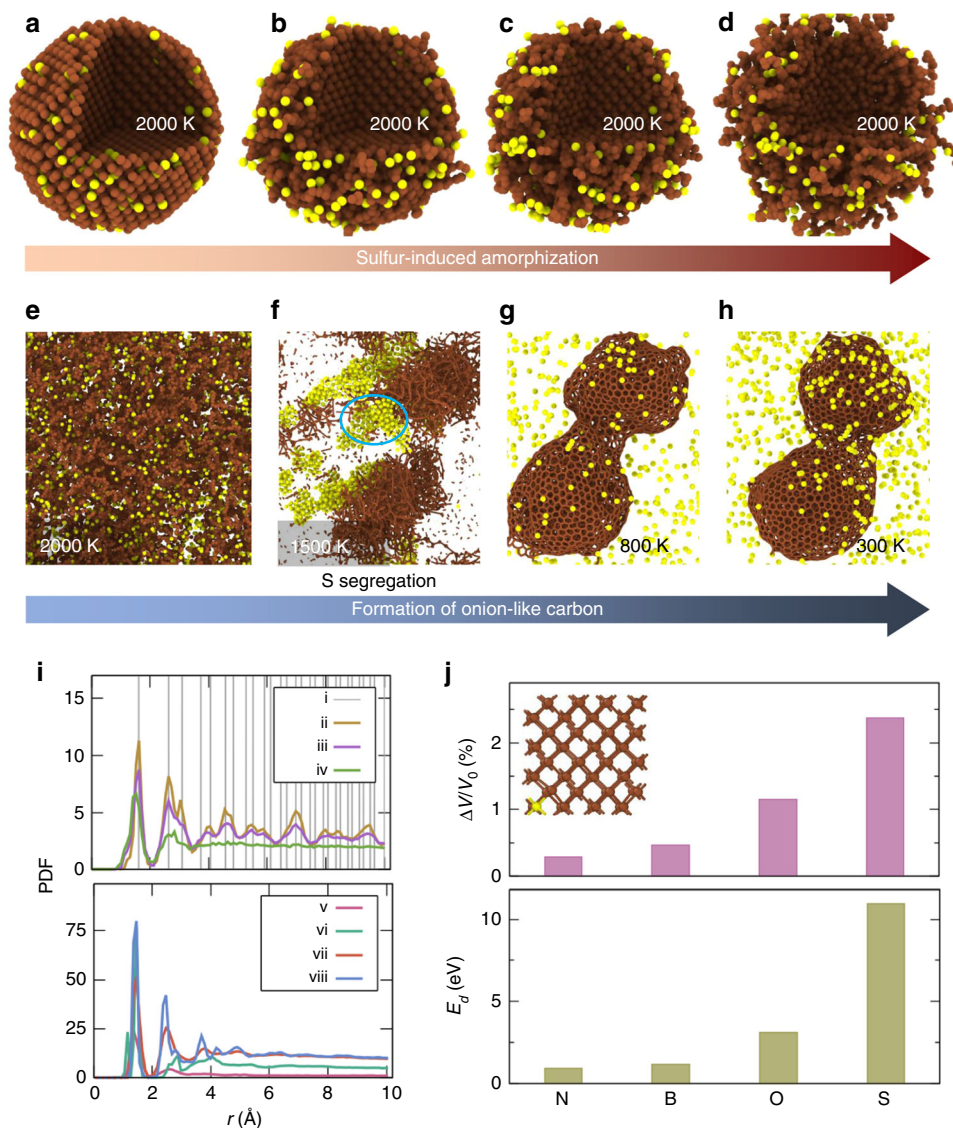 a
b
c
d
2000 K
2000 K
2000 K
2000 K
Sulfur-induced amorphization
e
f
g
h
2000 K
1500 K
800 K
300 K
S segregation
Formation of onion-like carbon
i
15
10
5
0
i
ii
iii
iv
PDF
75
50
25
0
v
vi
vii
viii
0 2 4 6 8 10
r (Å)
j
2
1
0
ΔV/V₀ (%)
10
5
0
E_d (eV)
N B O S